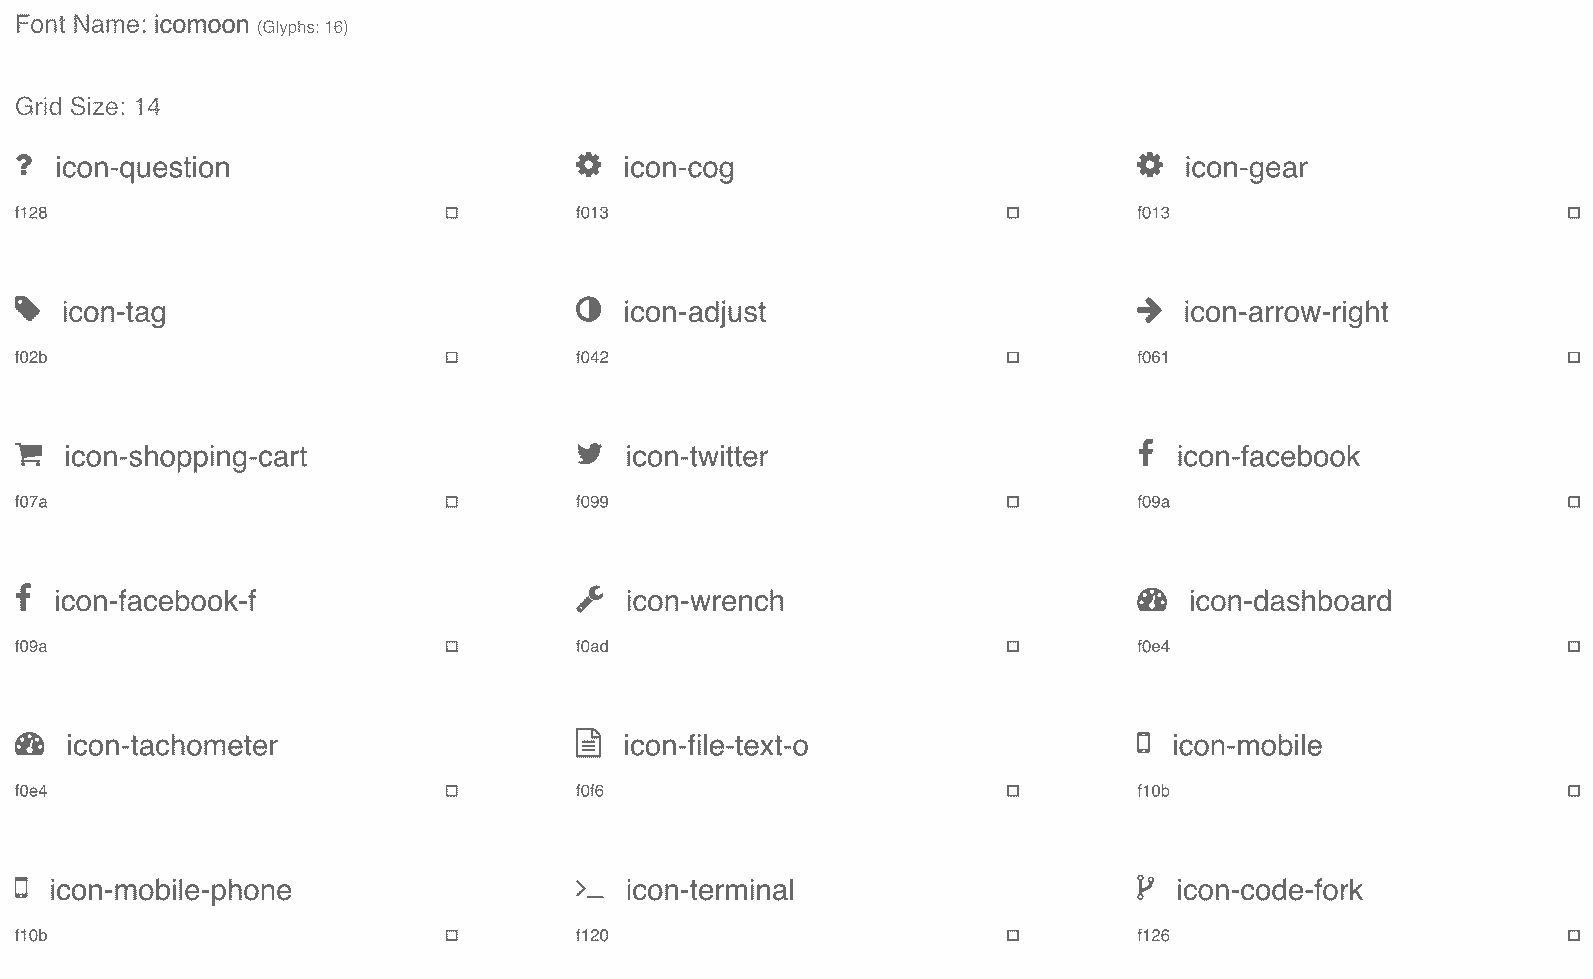 Font Name: icomoon (Glyphs: 16)
Grid Size: 14
icon-question icon-cog icon-gear
f128 f013 f013
icon-tag icon-adjust icon-arrow-right
f02b f042 f061
icon-shopping-cart icon-twitter icon-facebook
f07a f099 f09a
icon-facebook-f icon-wrench icon-dashboard
f09a f0ad f0e4
icon-tachometer icon-file-text-o icon-mobile
f0e4 f0f6 f10b
icon-mobile-phone icon-terminal icon-code-fork
f10b f120 f126